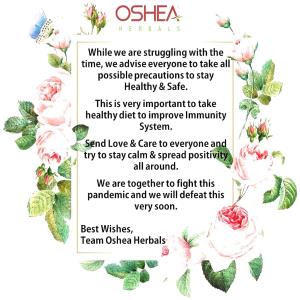 OSHEA
HERBALS
While we are struggling with the
time, we advise everyone to take all
possible precautions to stay
Healthy & Safe.
This is very important to take
healthy diet to improve Immunity
System.
Send Love & Care to everyone and
try to stay calm & spread positivity
all around.
We are together to fight this
pandemic and we will defeat this
very soon.
Best Wishes,
Team Oshea Herbals